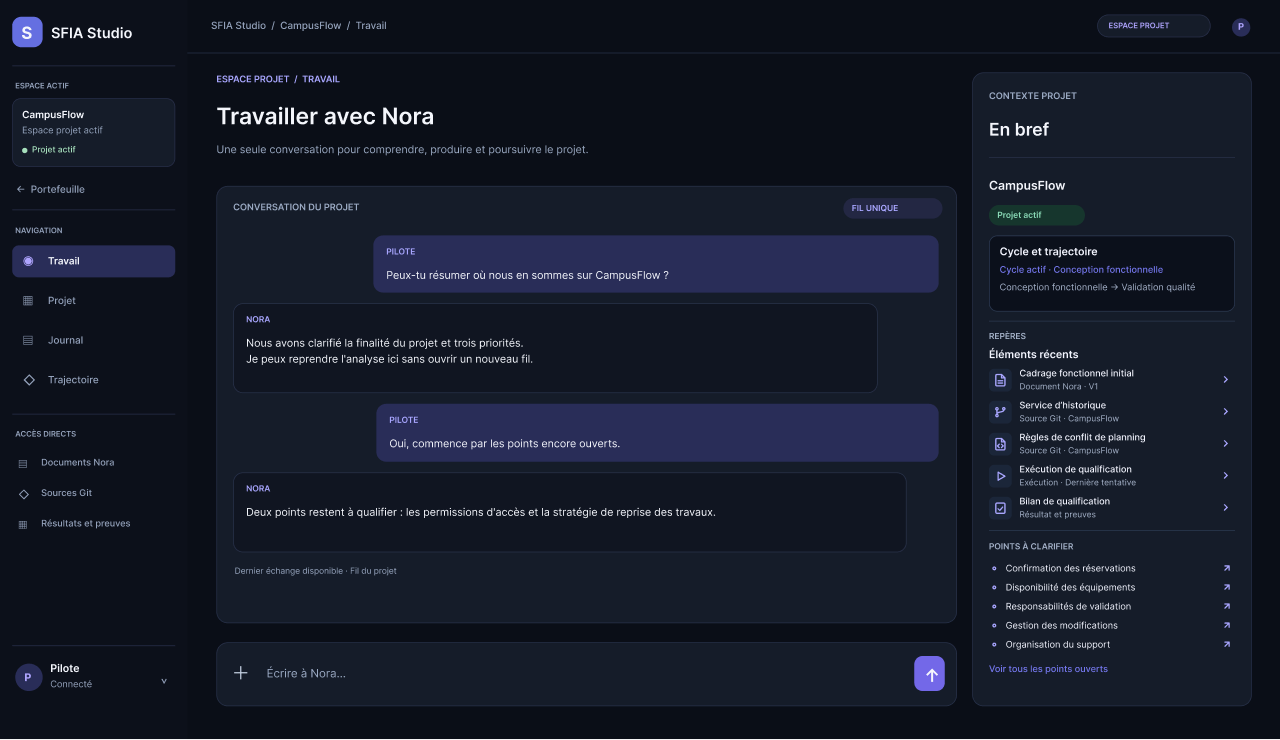 S SFIA Studio
ESPACE ACTIF
CampusFlow
Espace projet actif
Projet actif
← Portefeuille
NAVIGATION
Travail
Projet
Journal
Trajectoire
ACCÈS DIRECTS
Documents Nora
Sources Git
Résultats et preuves
P Pilote
Connecté
v
SFIA Studio / CampusFlow / Travail
ESPACE PROJET
P
ESPACE PROJET / TRAVAIL
Travailler avec Nora
Une seule conversation pour comprendre, produire et poursuivre le projet.
CONVERSATION DU PROJET
FIL UNIQUE
PILOTE
Peux-tu résumer où nous en sommes sur CampusFlow ?
NORA
Nous avons clarifié la finalité du projet et trois priorités.
Je peux reprendre l'analyse ici sans ouvrir un nouveau fil.
PILOTE
Oui, commence par les points encore ouverts.
NORA
Deux points restent à qualifier : les permissions d'accès et la stratégie de reprise des travaux.
Dernier échange disponible · Fil du projet
Écrire à Nora...
CONTEXTE PROJET
En bref
CampusFlow
Projet actif
Cycle et trajectoire
Cycle actif · Conception fonctionnelle
Conception fonctionnelle → Validation qualité
REPÈRES
Éléments récents
Cadrage fonctionnel initial
Document Nora · V1
Service d'historique
Source Git · CampusFlow
Règles de conflit de planning
Source Git · CampusFlow
Exécution de qualification
Exécution · Dernière tentative
Bilan de qualification
Résultat et preuves
POINTS À CLARIFIER
Confirmation des réservations
Disponibilité des équipements
Responsabilités de validation
Gestion des modifications
Organisation du support
Voir tous les points ouverts